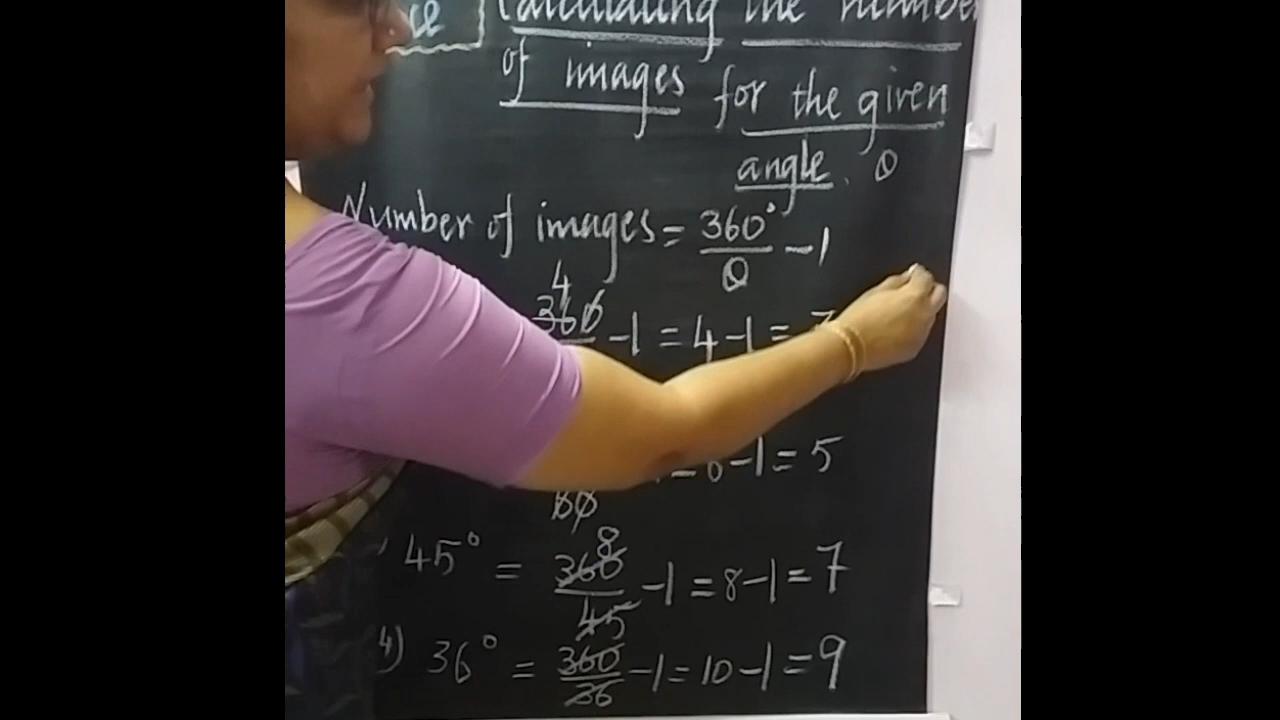 Calculating the number
of images for the given
angle. θ
Number of images = 360° / θ - 1
360 4 - 1 = 4 - 1 =
- 1 = 5
60
45° = 360 8 / 45 - 1 = 8 - 1 = 7
4) 36° = 360 / 36 - 1 = 10 - 1 = 9